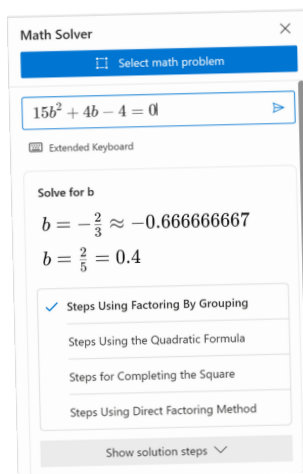 Math Solver
Select math problem
15b² + 4b − 4 = 0
Extended Keyboard
Solve for b
b = −2/3 ≈ −0.666666667
b = 2/5 = 0.4
Steps Using Factoring By Grouping
Steps Using the Quadratic Formula
Steps for Completing the Square
Steps Using Direct Factoring Method
Show solution steps